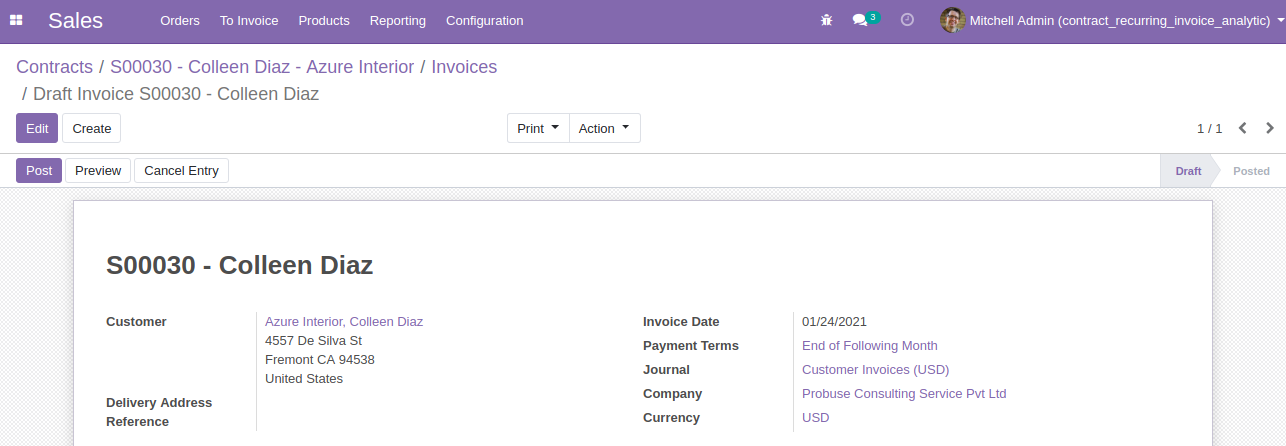 Sales Orders To Invoice Products Reporting Configuration 3 Mitchell Admin (contract_recurring_invoice_analytic)
Contracts / S00030 - Colleen Diaz - Azure Interior / Invoices
/ Draft Invoice S00030 - Colleen Diaz
Edit Create Print Action 1 / 1
Post Preview Cancel Entry Draft Posted
S00030 - Colleen Diaz
Customer Azure Interior, Colleen Diaz
4557 De Silva St
Fremont CA 94538
United States
Delivery Address
Reference
Invoice Date 01/24/2021
Payment Terms End of Following Month
Journal Customer Invoices (USD)
Company Probuse Consulting Service Pvt Ltd
Currency USD